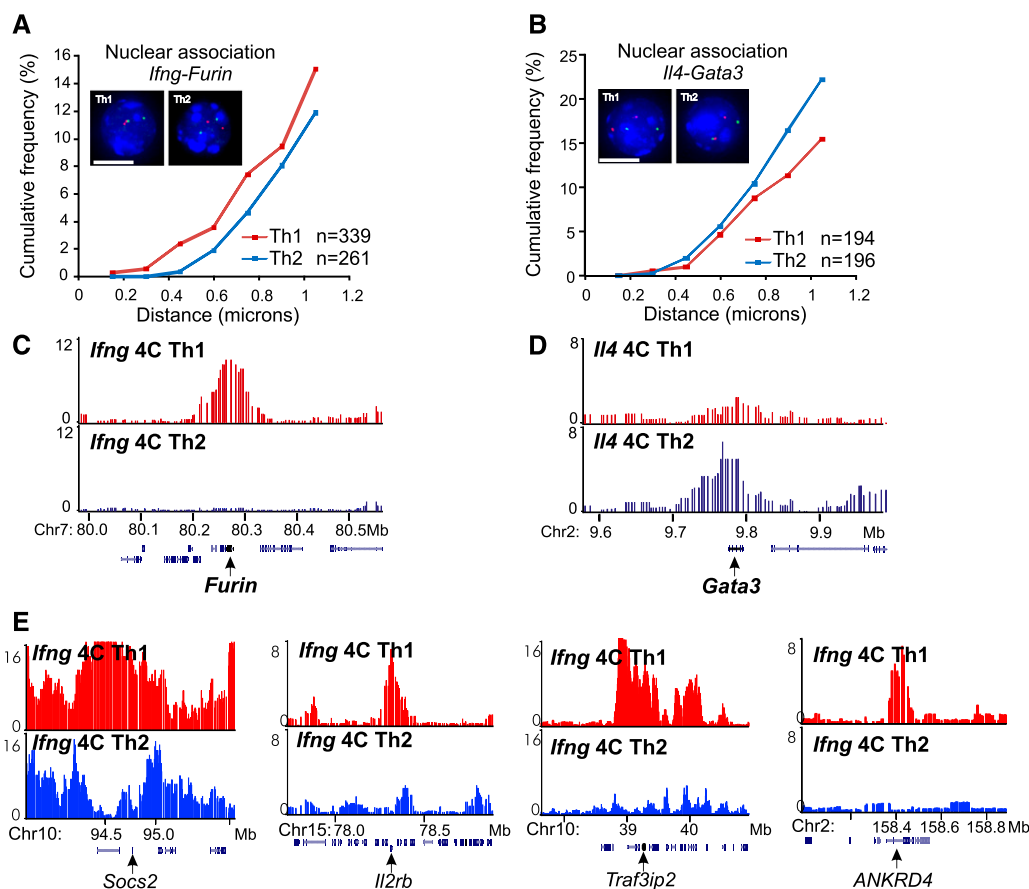 A
Nuclear association
Ifng-Furin
Cumulative frequency (%)
16
14
12
10
8
6
4
2
0
Th1
Th2
Th1 n=339
Th2 n=261
0 0.2 0.4 0.6 0.8 1 1.2
Distance (microns)
B
Nuclear association
Il4-Gata3
Cumulative frequency (%)
25
20
15
10
5
0
Th1
Th2
Th1 n=194
Th2 n=196
0 0.2 0.4 0.6 0.8 1 1.2
Distance (microns)
C
12
Ifng 4C Th1
0
12
Ifng 4C Th2
0
Chr7: 80.0 80.1 80.2 80.3 80.4 80.5Mb
Furin
D
8
Il4 4C Th1
0
8
Il4 4C Th2
0
Chr2: 9.6 9.7 9.8 9.9 Mb
Gata3
E
16
Ifng 4C Th1
0
16
Ifng 4C Th2
0
Chr10: 94.5 95.0 Mb
Socs2
8
Ifng 4C Th1
0
8
Ifng 4C Th2
0
Chr15: 78.0 78.5 Mb
Il2rb
16
Ifng 4C Th1
0
16
Ifng 4C Th2
0
Chr10: 39 40 Mb
Traf3ip2
8
Ifng 4C Th1
0
8
Ifng 4C Th2
0
Chr2: 158.4 158.6 158.8 Mb
ANKRD4